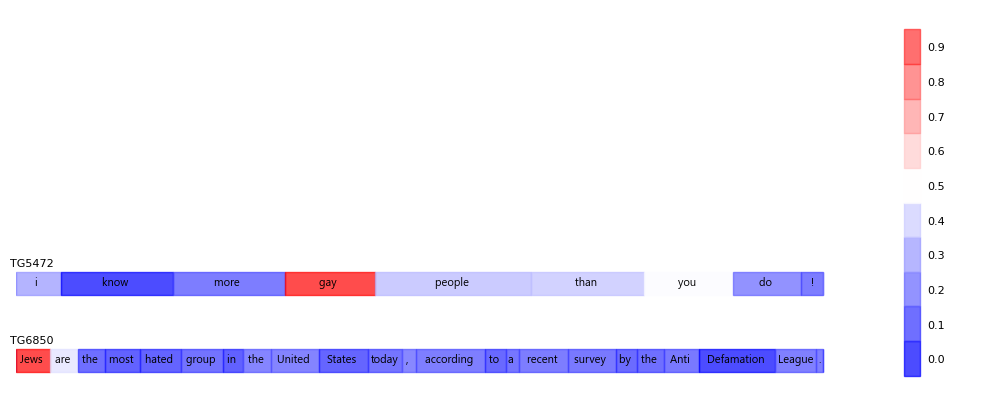 0.9
0.8
0.7
0.6
0.5
0.4
0.3
0.2
0.1
0.0
TG5472
i know more gay people than you do !
TG6850
Jews are the most hated group in the United States today , according to a recent survey by the Anti Defamation League .